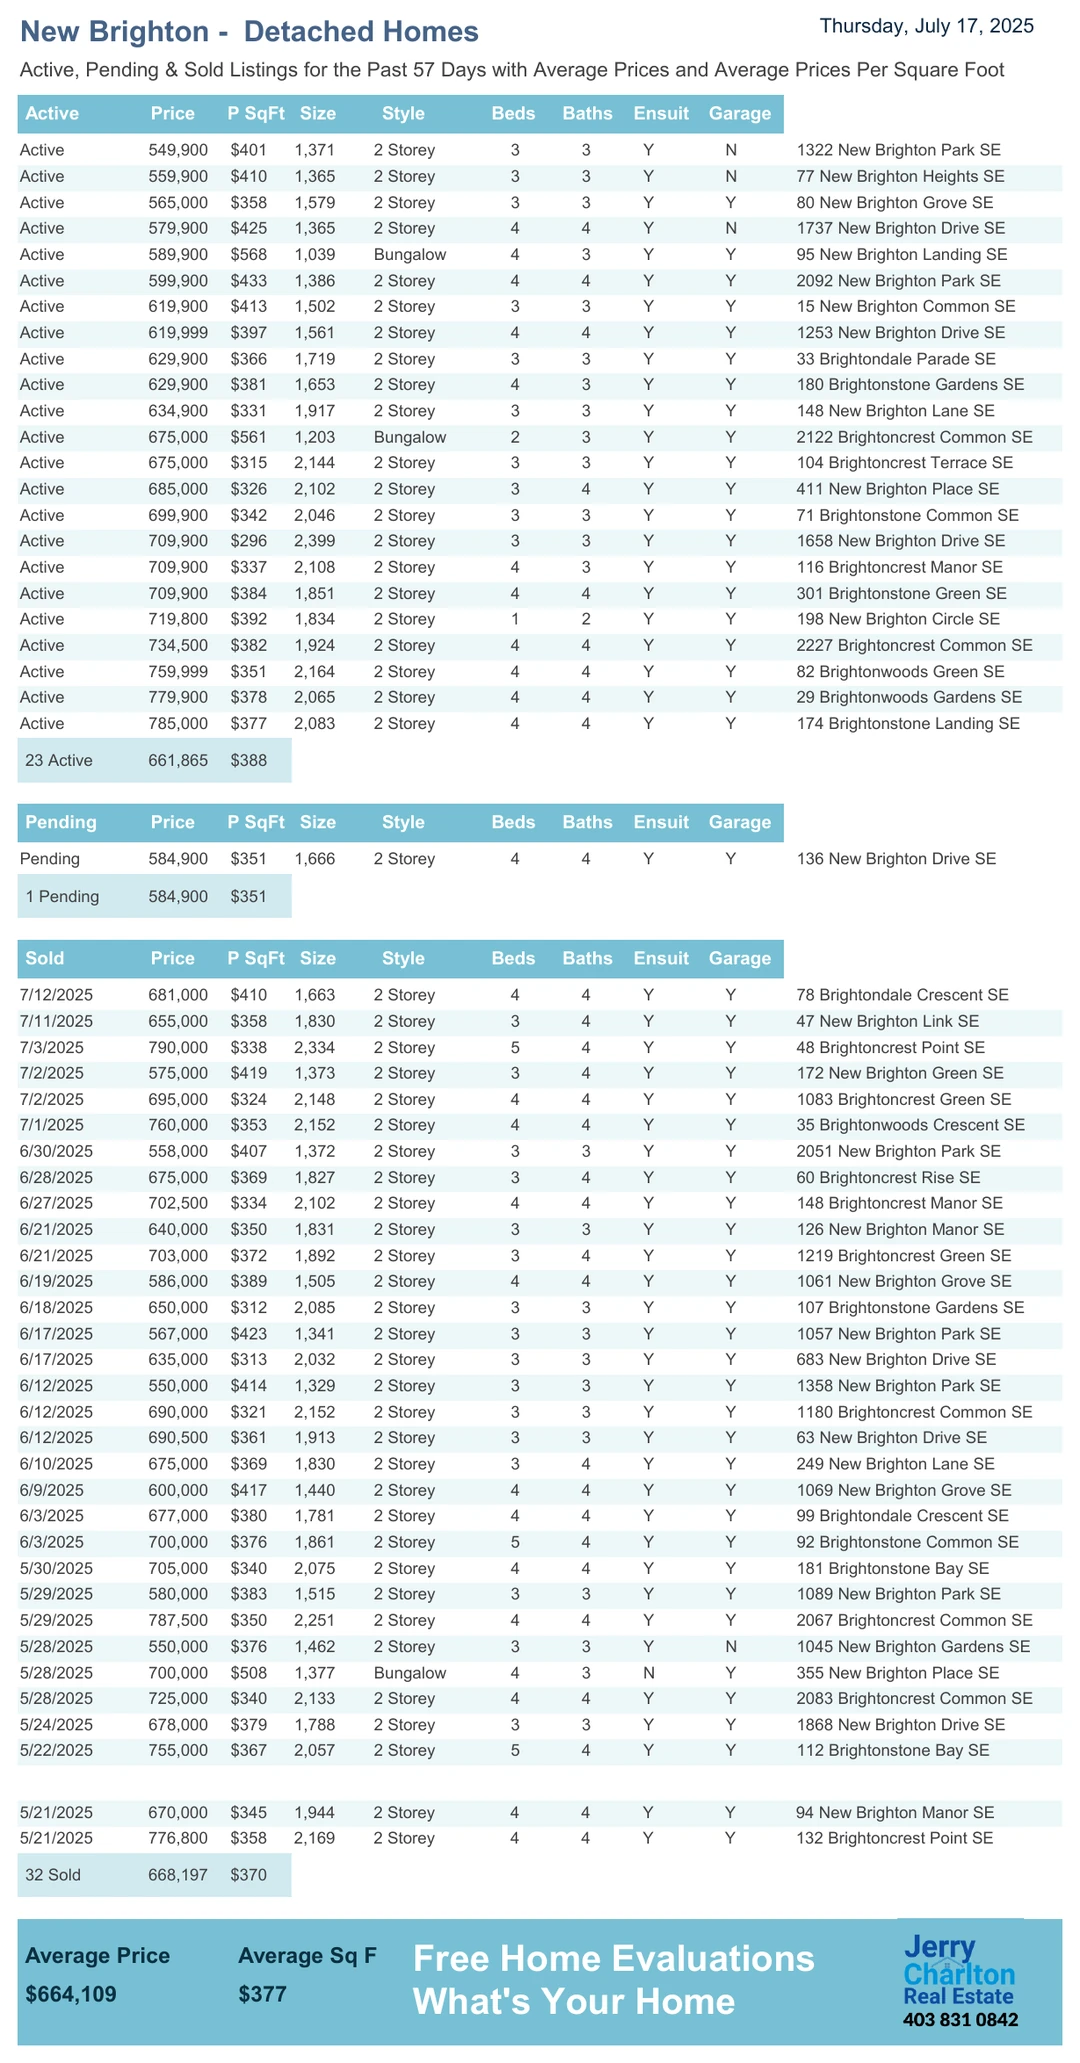 New Brighton - Detached Homes
Thursday, July 17, 2025
Active, Pending & Sold Listings for the Past 57 Days with Average Prices and Average Prices Per Square Foot
Active Price P SqFt Size Style Beds Baths Ensuit Garage
Active 549,900 $401 1,371 2 Storey 3 3 Y N 1322 New Brighton Park SE
Active 559,900 $410 1,365 2 Storey 3 3 Y N 77 New Brighton Heights SE
Active 565,000 $358 1,579 2 Storey 3 3 Y Y 80 New Brighton Grove SE
Active 579,900 $425 1,365 2 Storey 4 4 Y N 1737 New Brighton Drive SE
Active 589,900 $568 1,039 Bungalow 4 3 Y Y 95 New Brighton Landing SE
Active 599,900 $433 1,386 2 Storey 4 4 Y Y 2092 New Brighton Park SE
Active 619,900 $413 1,502 2 Storey 3 3 Y Y 15 New Brighton Common SE
Active 619,999 $397 1,561 2 Storey 4 4 Y Y 1253 New Brighton Drive SE
Active 629,900 $366 1,719 2 Storey 3 3 Y Y 33 Brightondale Parade SE
Active 629,900 $381 1,653 2 Storey 4 3 Y Y 180 Brightonstone Gardens SE
Active 634,900 $331 1,917 2 Storey 3 3 Y Y 148 New Brighton Lane SE
Active 675,000 $561 1,203 Bungalow 2 3 Y Y 2122 Brightoncrest Common SE
Active 675,000 $315 2,144 2 Storey 3 3 Y Y 104 Brightoncrest Terrace SE
Active 685,000 $326 2,102 2 Storey 3 4 Y Y 411 New Brighton Place SE
Active 699,900 $342 2,046 2 Storey 3 3 Y Y 71 Brightonstone Common SE
Active 709,900 $296 2,399 2 Storey 3 3 Y Y 1658 New Brighton Drive SE
Active 709,900 $337 2,108 2 Storey 4 3 Y Y 116 Brightoncrest Manor SE
Active 709,900 $384 1,851 2 Storey 4 4 Y Y 301 Brightonstone Green SE
Active 719,800 $392 1,834 2 Storey 1 2 Y Y 198 New Brighton Circle SE
Active 734,500 $382 1,924 2 Storey 4 4 Y Y 2227 Brightoncrest Common SE
Active 759,999 $351 2,164 2 Storey 4 4 Y Y 82 Brightonwoods Green SE
Active 779,900 $378 2,065 2 Storey 4 4 Y Y 29 Brightonwoods Gardens SE
Active 785,000 $377 2,083 2 Storey 4 4 Y Y 174 Brightonstone Landing SE
23 Active 661,865 $388
Pending Price P SqFt Size Style Beds Baths Ensuit Garage
Pending 584,900 $351 1,666 2 Storey 4 4 Y Y 136 New Brighton Drive SE
1 Pending 584,900 $351
Sold Price P SqFt Size Style Beds Baths Ensuit Garage
7/12/2025 681,000 $410 1,663 2 Storey 4 4 Y Y 78 Brightondale Crescent SE
7/11/2025 655,000 $358 1,830 2 Storey 3 4 Y Y 47 New Brighton Link SE
7/3/2025 790,000 $338 2,334 2 Storey 5 4 Y Y 48 Brightoncrest Point SE
7/2/2025 575,000 $419 1,373 2 Storey 3 4 Y Y 172 New Brighton Green SE
7/2/2025 695,000 $324 2,148 2 Storey 4 4 Y Y 1083 Brightoncrest Green SE
7/1/2025 760,000 $353 2,152 2 Storey 4 4 Y Y 35 Brightonwoods Crescent SE
6/30/2025 558,000 $407 1,372 2 Storey 3 3 Y Y 2051 New Brighton Park SE
6/28/2025 675,000 $369 1,827 2 Storey 3 4 Y Y 60 Brightoncrest Rise SE
6/27/2025 702,500 $334 2,102 2 Storey 4 4 Y Y 148 Brightoncrest Manor SE
6/21/2025 640,000 $350 1,831 2 Storey 3 3 Y Y 126 New Brighton Manor SE
6/21/2025 703,000 $372 1,892 2 Storey 3 4 Y Y 1219 Brightoncrest Green SE
6/19/2025 586,000 $389 1,505 2 Storey 4 4 Y Y 1061 New Brighton Grove SE
6/18/2025 650,000 $312 2,085 2 Storey 3 3 Y Y 107 Brightonstone Gardens SE
6/17/2025 567,000 $423 1,341 2 Storey 3 3 Y Y 1057 New Brighton Park SE
6/17/2025 635,000 $313 2,032 2 Storey 3 3 Y Y 683 New Brighton Drive SE
6/12/2025 550,000 $414 1,329 2 Storey 3 3 Y Y 1358 New Brighton Park SE
6/12/2025 690,000 $321 2,152 2 Storey 3 3 Y Y 1180 Brightoncrest Common SE
6/12/2025 690,500 $361 1,913 2 Storey 3 3 Y Y 63 New Brighton Drive SE
6/10/2025 675,000 $369 1,830 2 Storey 3 4 Y Y 249 New Brighton Lane SE
6/9/2025 600,000 $417 1,440 2 Storey 4 4 Y Y 1069 New Brighton Grove SE
6/3/2025 677,000 $380 1,781 2 Storey 4 4 Y Y 99 Brightondale Crescent SE
6/3/2025 700,000 $376 1,861 2 Storey 5 4 Y Y 92 Brightonstone Common SE
5/30/2025 705,000 $340 2,075 2 Storey 4 4 Y Y 181 Brightonstone Bay SE
5/29/2025 580,000 $383 1,515 2 Storey 3 3 Y Y 1089 New Brighton Park SE
5/29/2025 787,500 $350 2,251 2 Storey 4 4 Y Y 2067 Brightoncrest Common SE
5/28/2025 550,000 $376 1,462 2 Storey 3 3 Y N 1045 New Brighton Gardens SE
5/28/2025 700,000 $508 1,377 Bungalow 4 3 N Y 355 New Brighton Place SE
5/28/2025 725,000 $340 2,133 2 Storey 4 4 Y Y 2083 Brightoncrest Common SE
5/24/2025 678,000 $379 1,788 2 Storey 3 3 Y Y 1868 New Brighton Drive SE
5/22/2025 755,000 $367 2,057 2 Storey 5 4 Y Y 112 Brightonstone Bay SE
5/21/2025 670,000 $345 1,944 2 Storey 4 4 Y Y 94 New Brighton Manor SE
5/21/2025 776,800 $358 2,169 2 Storey 4 4 Y Y 132 Brightoncrest Point SE
32 Sold 668,197 $370
Average Price Average Sq F
$664,109 $377
Free Home Evaluations
What's Your Home
Jerry
Charlton
Real Estate
403 831 0842